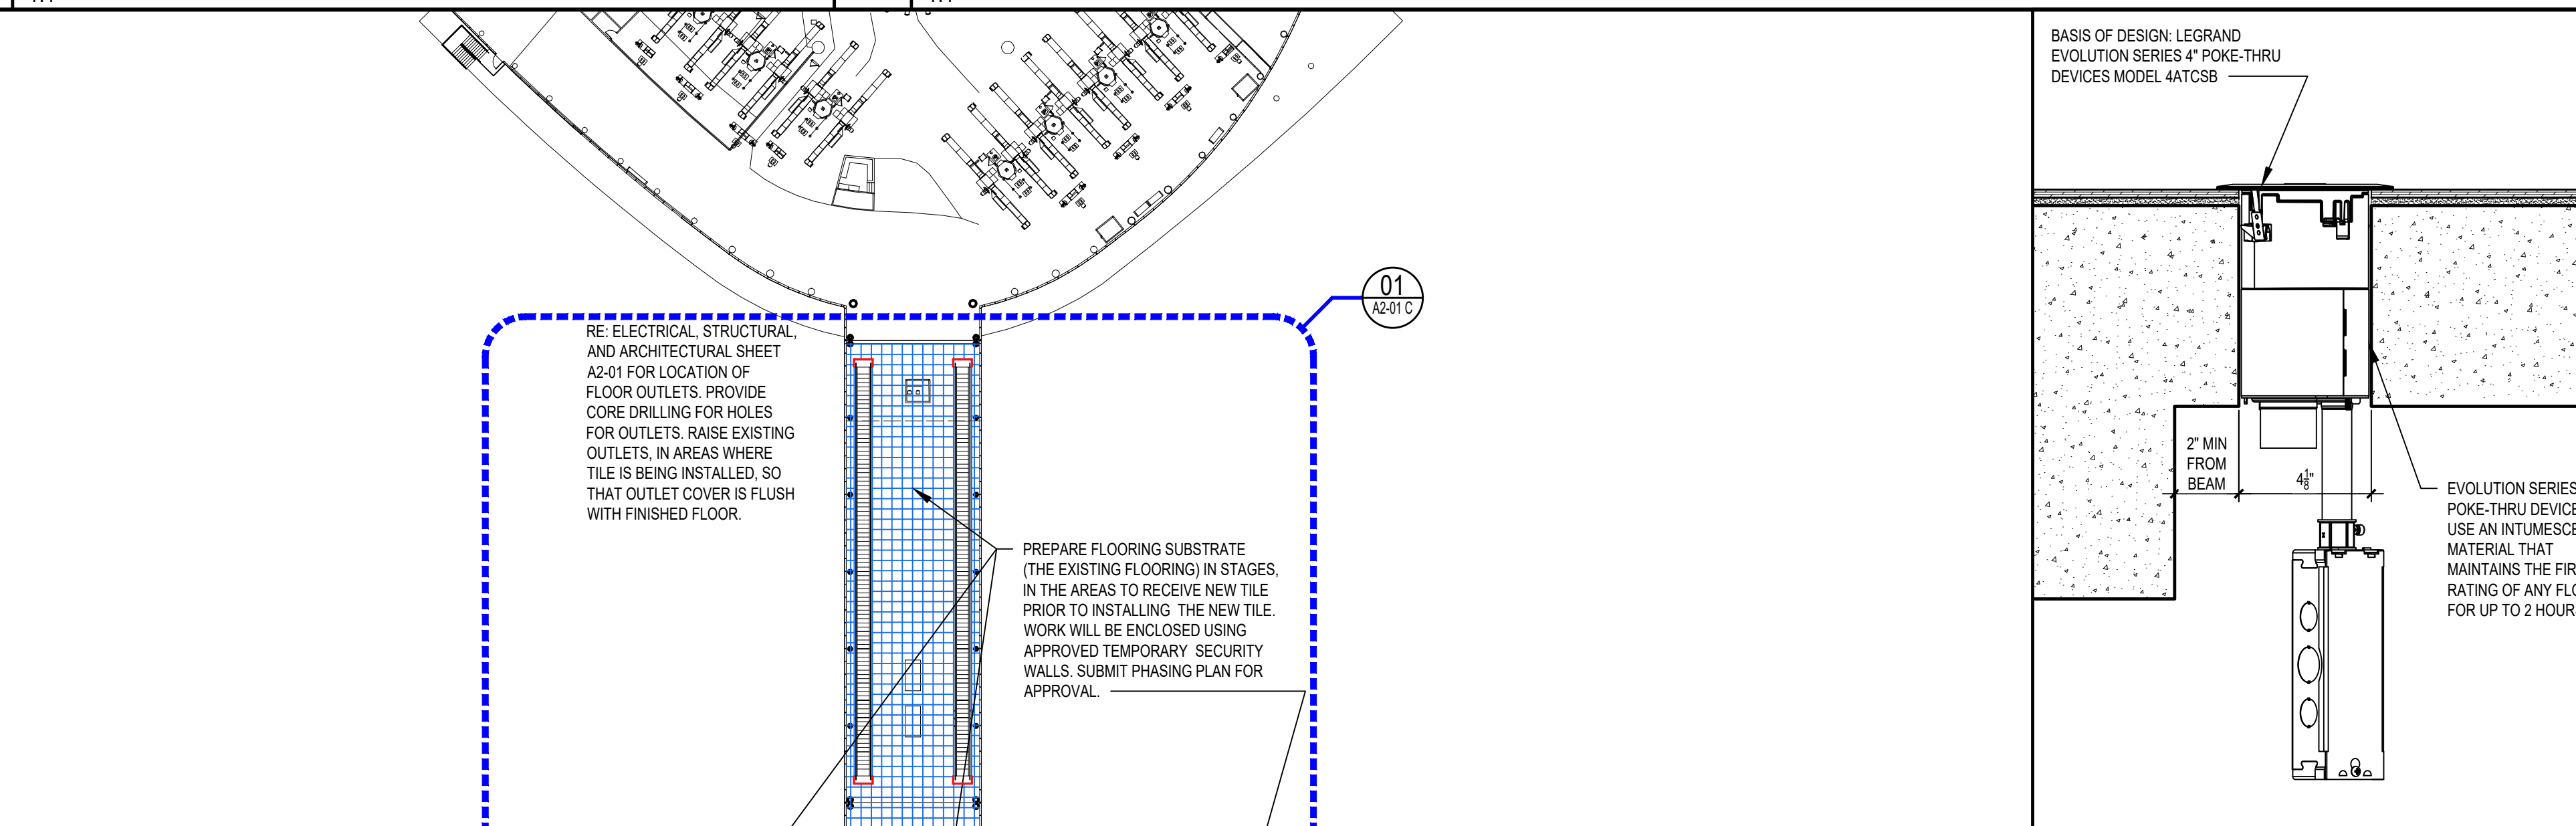 BASIS OF DESIGN: LEGRAND
EVOLUTION SERIES 4" POKE-THRU
DEVICES MODEL 4ATCSB
01
A2-01 C
RE: ELECTRICAL, STRUCTURAL,
AND ARCHITECTURAL SHEET
A2-01 FOR LOCATION OF
FLOOR OUTLETS. PROVIDE
CORE DRILLING FOR HOLES
FOR OUTLETS. RAISE EXISTING
OUTLETS, IN AREAS WHERE
TILE IS BEING INSTALLED, SO
THAT OUTLET COVER IS FLUSH
WITH FINISHED FLOOR.
PREPARE FLOORING SUBSTRATE
(THE EXISTING FLOORING) IN STAGES,
IN THE AREAS TO RECEIVE NEW TILE
PRIOR TO INSTALLING THE NEW TILE.
WORK WILL BE ENCLOSED USING
APPROVED TEMPORARY SECURITY
WALLS. SUBMIT PHASING PLAN FOR
APPROVAL.
2" MIN
FROM
BEAM
4 1/8"
EVOLUTION SERIES
POKE-THRU DEVICE
USE AN INTUMESCE
MATERIAL THAT
MAINTAINS THE FIR
RATING OF ANY FLO
FOR UP TO 2 HOUR